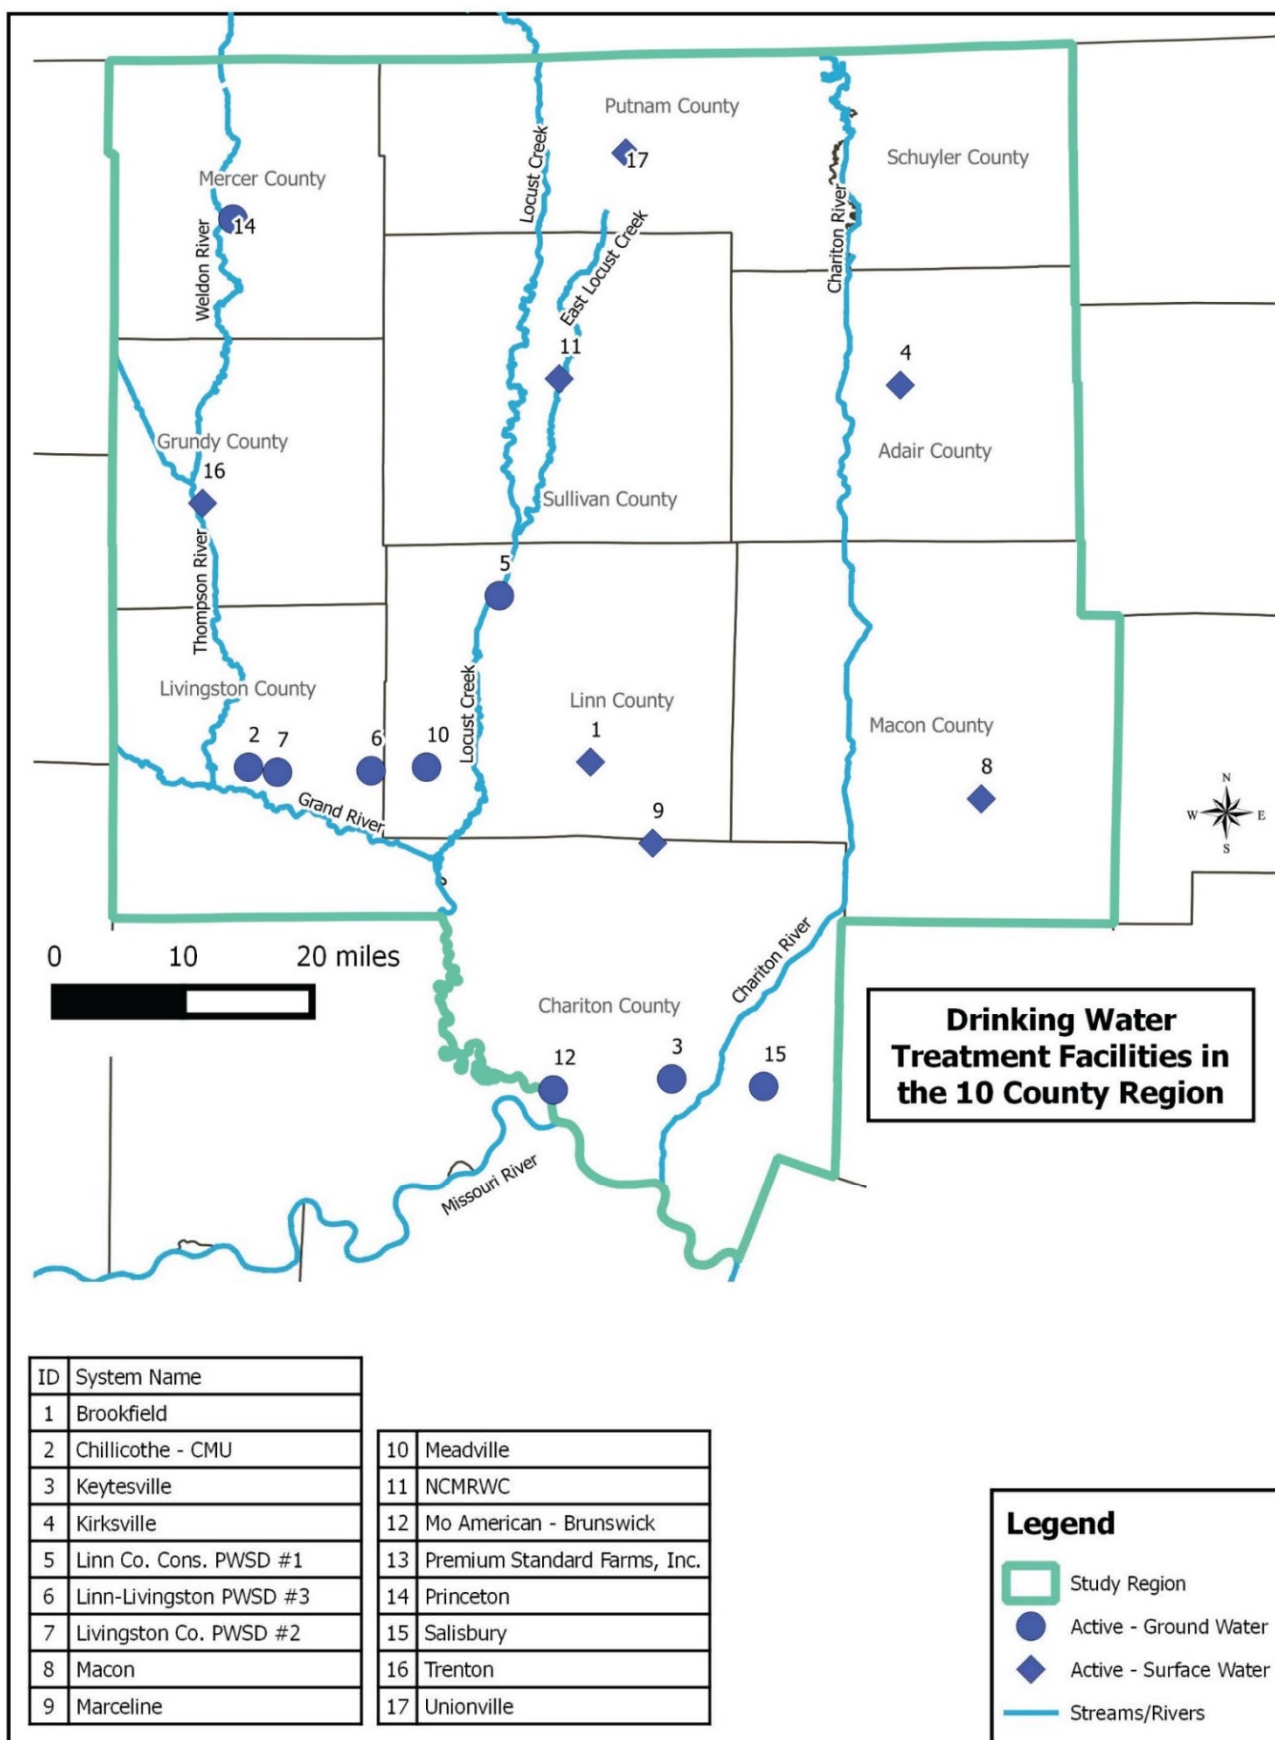 Putnam County
17
Schuyler County
Mercer County
14
Locust Creek
Weldon River
Chariton River
East Locust Creek
11
4
Grundy County
Adair County
16
Sullivan County
Thompson River
5
Livingston County
Locust Creek
Linn County
Macon County
2
7
6
10
1
8
Grand River
9
N
W
E
S
0 10 20 miles
Chariton County
Chariton River
Drinking Water
Treatment Facilities in
the 10 County Region
12
3
15
Missouri River
ID System Name
1 Brookfield
2 Chillicothe - CMU
3 Keytesville
4 Kirksville
5 Linn Co. Cons. PWSD #1
6 Linn-Livingston PWSD #3
7 Livingston Co. PWSD #2
8 Macon
9 Marceline
10 Meadville
11 NCMRWC
12 Mo American - Brunswick
13 Premium Standard Farms, Inc.
14 Princeton
15 Salisbury
16 Trenton
17 Unionville
Legend
Study Region
Active - Ground Water
Active - Surface Water
Streams/Rivers